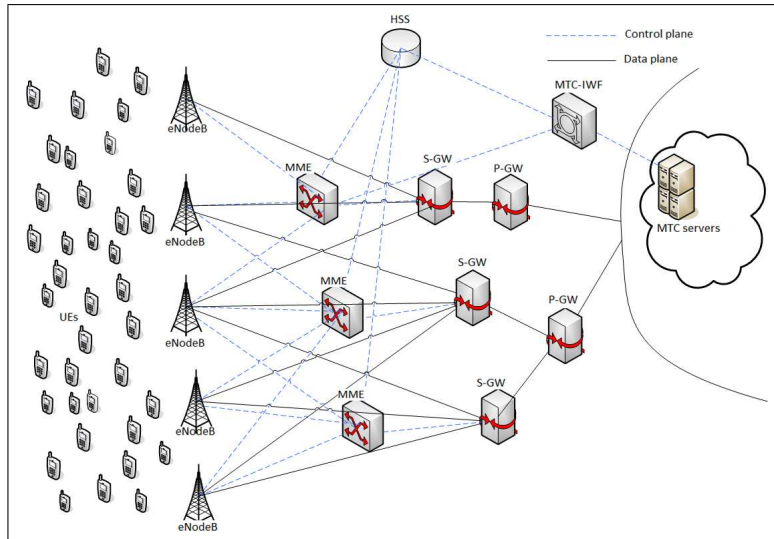 HSS
Control plane
Data plane
MTC-IWF
eNodeB
MME
S-GW
P-GW
MTC servers
eNodeB
MME
S-GW
P-GW
UEs
eNodeB
MME
S-GW
eNodeB
eNodeB